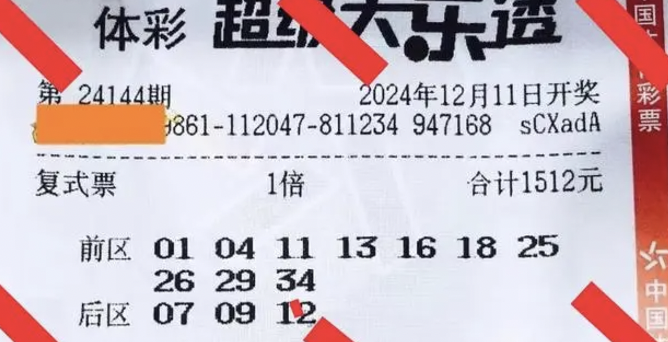 体彩 超级大乐透
第 24144期 2024年12月11日开奖
9861-112047-811234 947168 sCXadA
复式票 1倍 合计1512元
前区 01 04 11 13 16 18 25
26 29 34
后区 07 09 12
国 彩票
中国